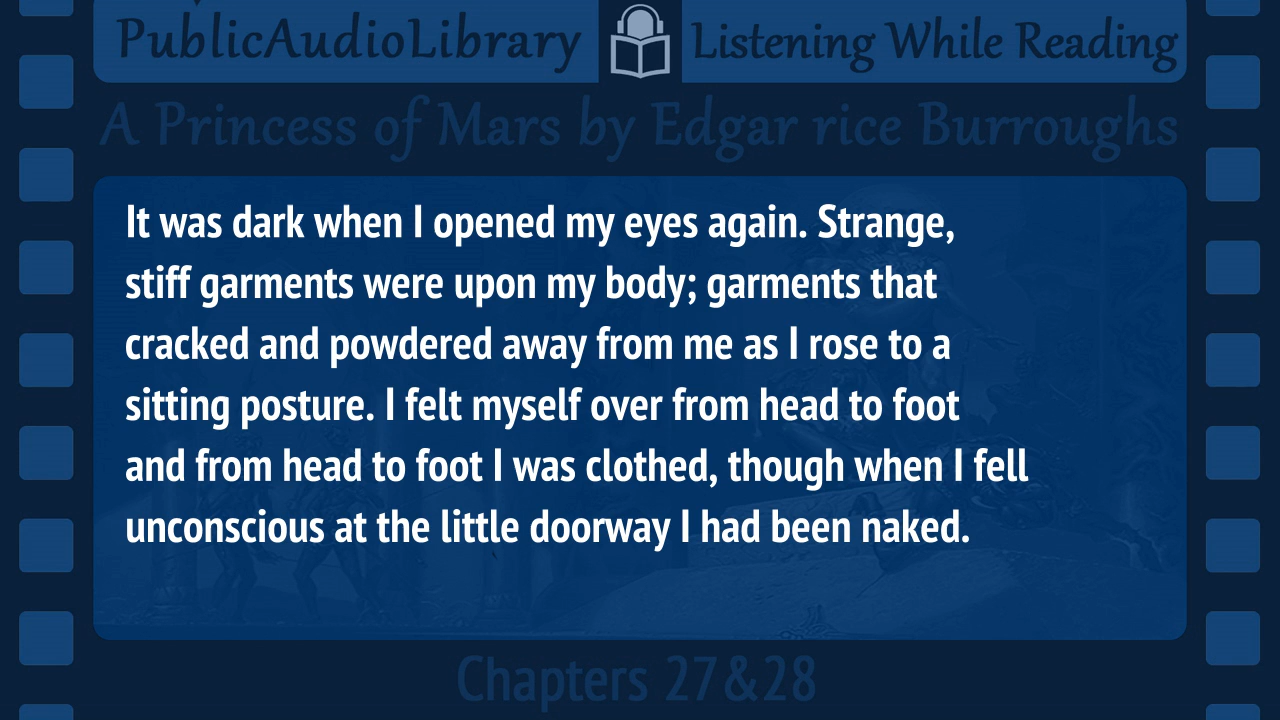 PublicAudioLibrary Listening While Reading
A Princess of Mars by Edgar rice Burroughs
It was dark when I opened my eyes again. Strange,
stiff garments were upon my body; garments that
cracked and powdered away from me as I rose to a
sitting posture. I felt myself over from head to foot
and from head to foot I was clothed, though when I fell
unconscious at the little doorway I had been naked.
Chapters 27&28